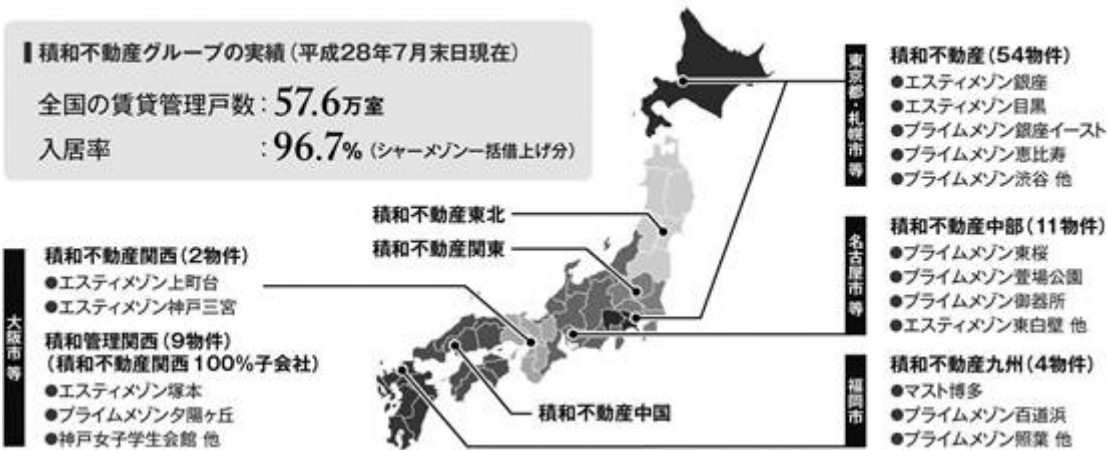 積和不動産グループの実績(平成28年7月末日現在)
全国の賃貸管理戸数:57.6万室
入居率 :96.7%(シャーメゾン一括借上げ分)
東京都・札幌市 等
積和不動産(54物件)
●エスティメゾン銀座
●エスティメゾン目黒
●プライムメゾン銀座イースト
●プライムメゾン恵比寿
●プライムメゾン渋谷 他
積和不動産東北
積和不動産関東
名古屋市 等
積和不動産中部(11物件)
●プライムメゾン東桜
●プライムメゾン萱場公園
●プライムメゾン御器所
●エスティメゾン東白壁 他
大阪市 等
積和不動産関西(2物件)
●エスティメゾン上町台
●エスティメゾン神戸三宮
積和管理関西(9物件)
(積和不動産関西100%子会社)
●エスティメゾン塚本
●プライムメゾン夕陽ヶ丘
●神戸女子学生会館 他
積和不動産中国
福岡市
積和不動産九州(4物件)
●マスト博多
●プライムメゾン百道浜
●プライムメゾン照葉 他